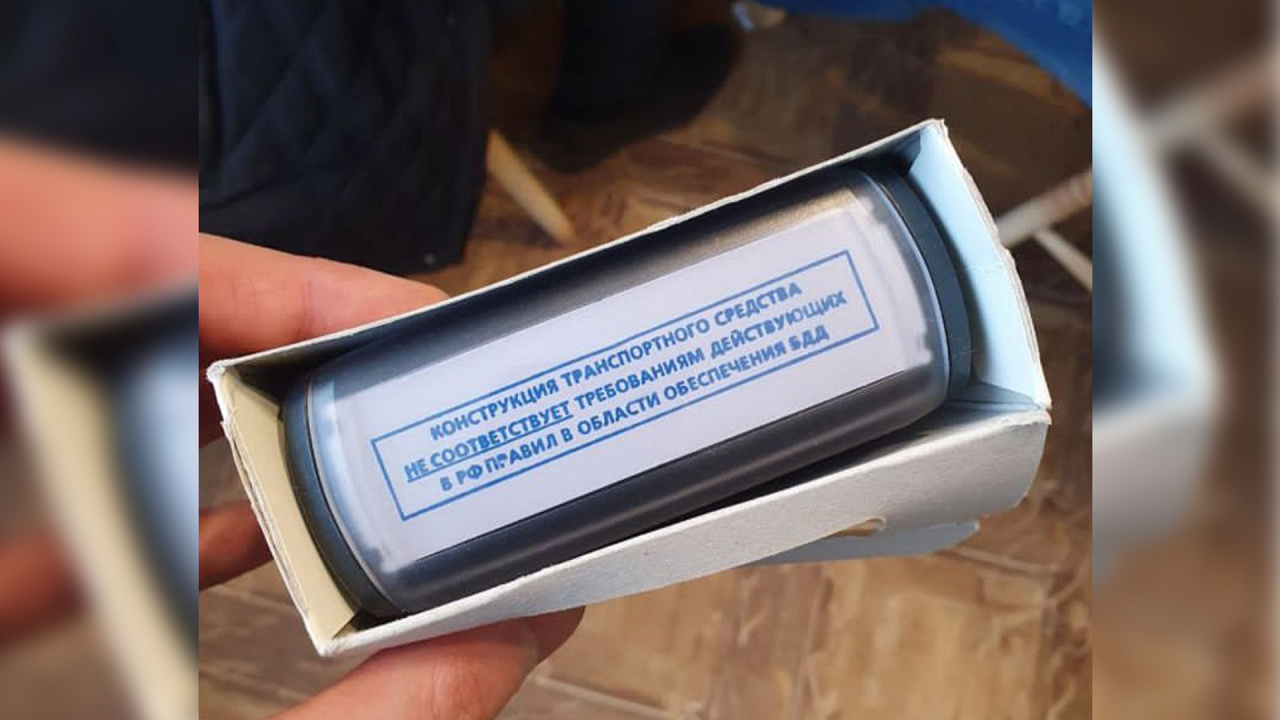 КОНСТРУКЦИЯ ТРАНСПОРТНОГО СРЕДСТВА
НЕ СООТВЕТСТВУЕТ ТРЕБОВАНИЯМ ДЕЙСТВУЮЩИХ
В РФ ПРАВИЛ В ОБЛАСТИ ОБЕСПЕЧЕНИЯ БДД